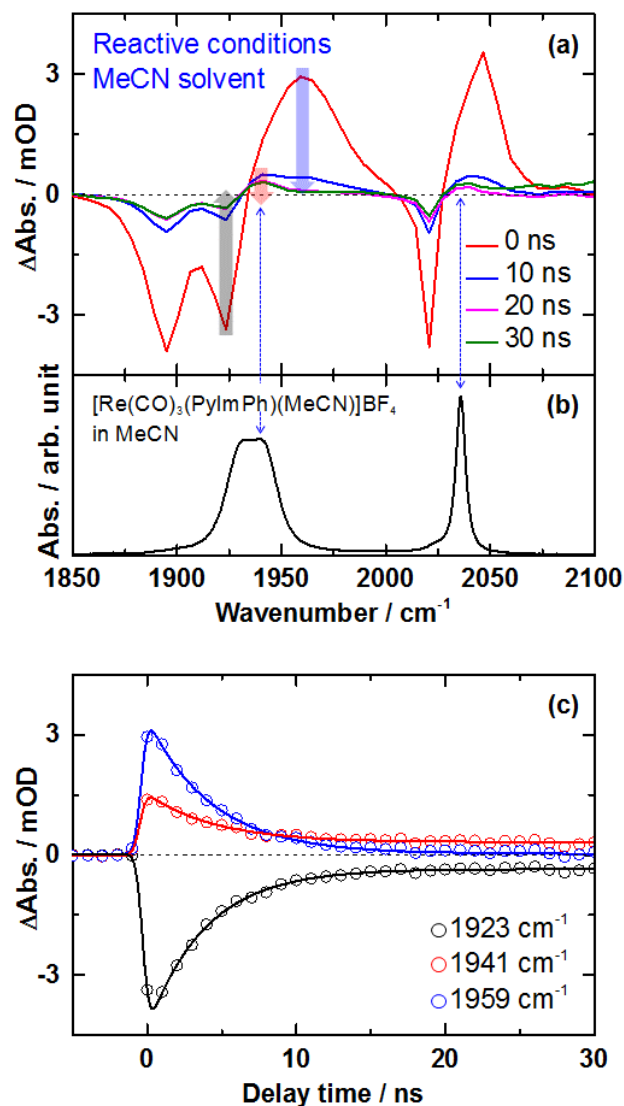 Reactive conditions
MeCN solvent
(a)
3
0
-3
ΔAbs. / mOD
0 ns
10 ns
20 ns
30 ns
[Re(CO)₃(PyImPh)(MeCN)]BF₄
in MeCN
(b)
Abs. / arb. unit
1850 1900 1950 2000 2050 2100
Wavenumber / cm⁻¹
(c)
3
0
-3
ΔAbs. / mOD
1923 cm⁻¹
1941 cm⁻¹
1959 cm⁻¹
0 10 20 30
Delay time / ns